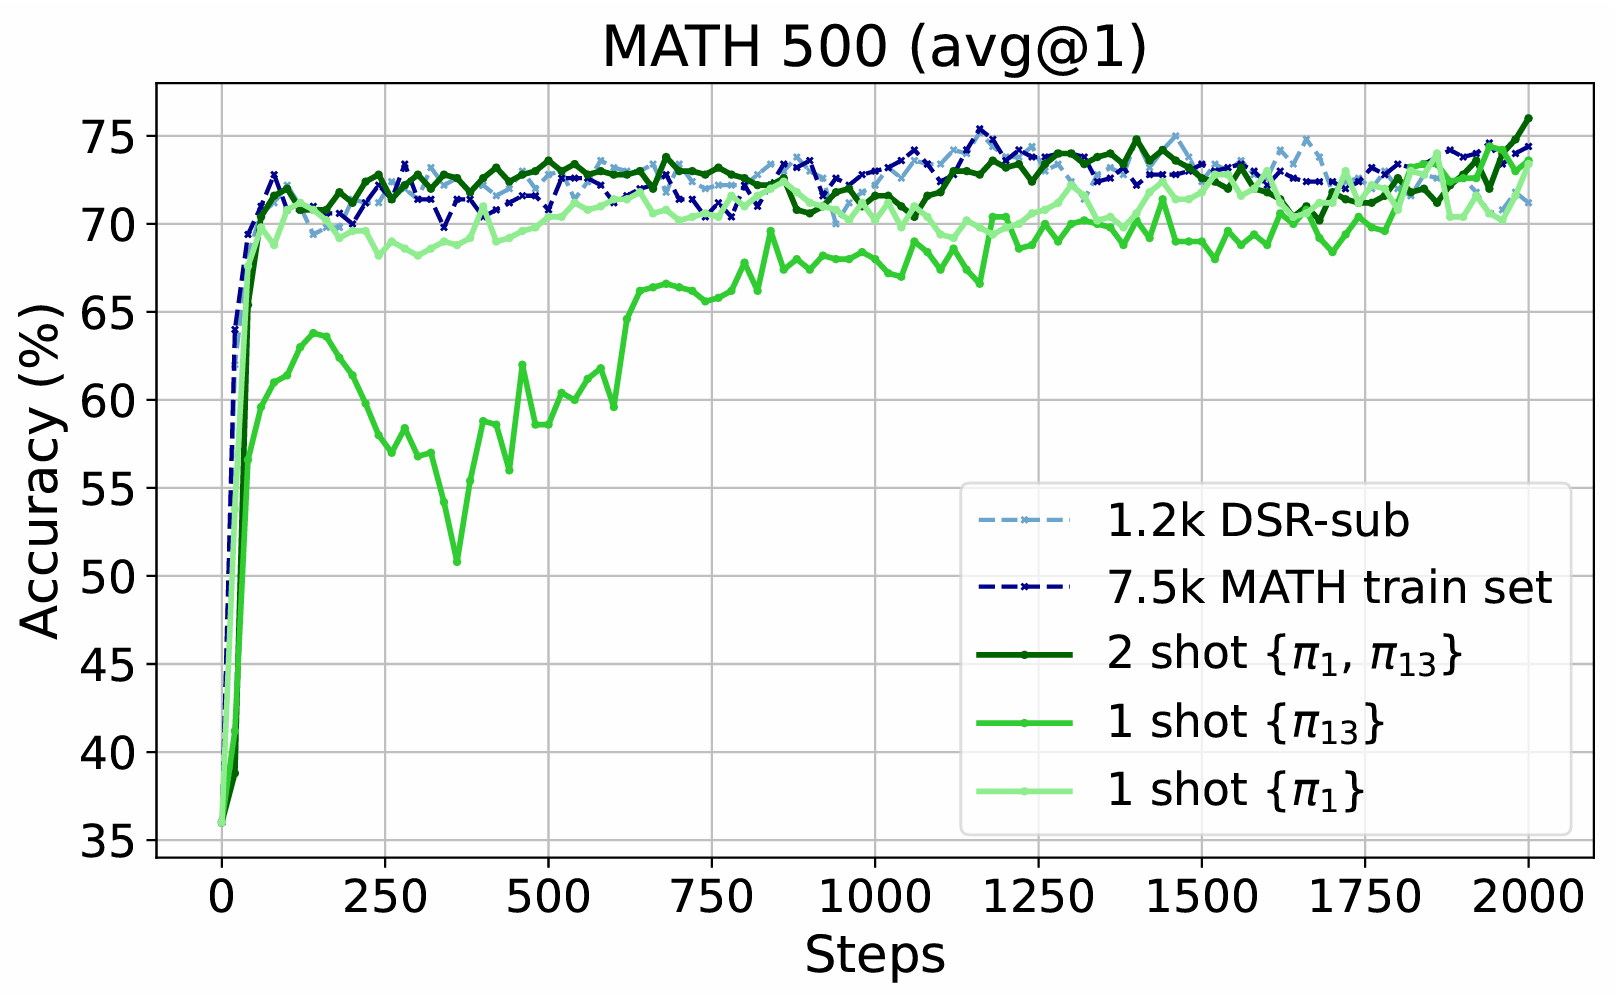 MATH 500 (avg@1)
Accuracy (%)
75
70
65
60
55
50
45
40
35
1.2k DSR-sub
7.5k MATH train set
2 shot {π₁, π₁₃}
1 shot {π₁₃}
1 shot {π₁}
0 250 500 750 1000 1250 1500 1750 2000
Steps